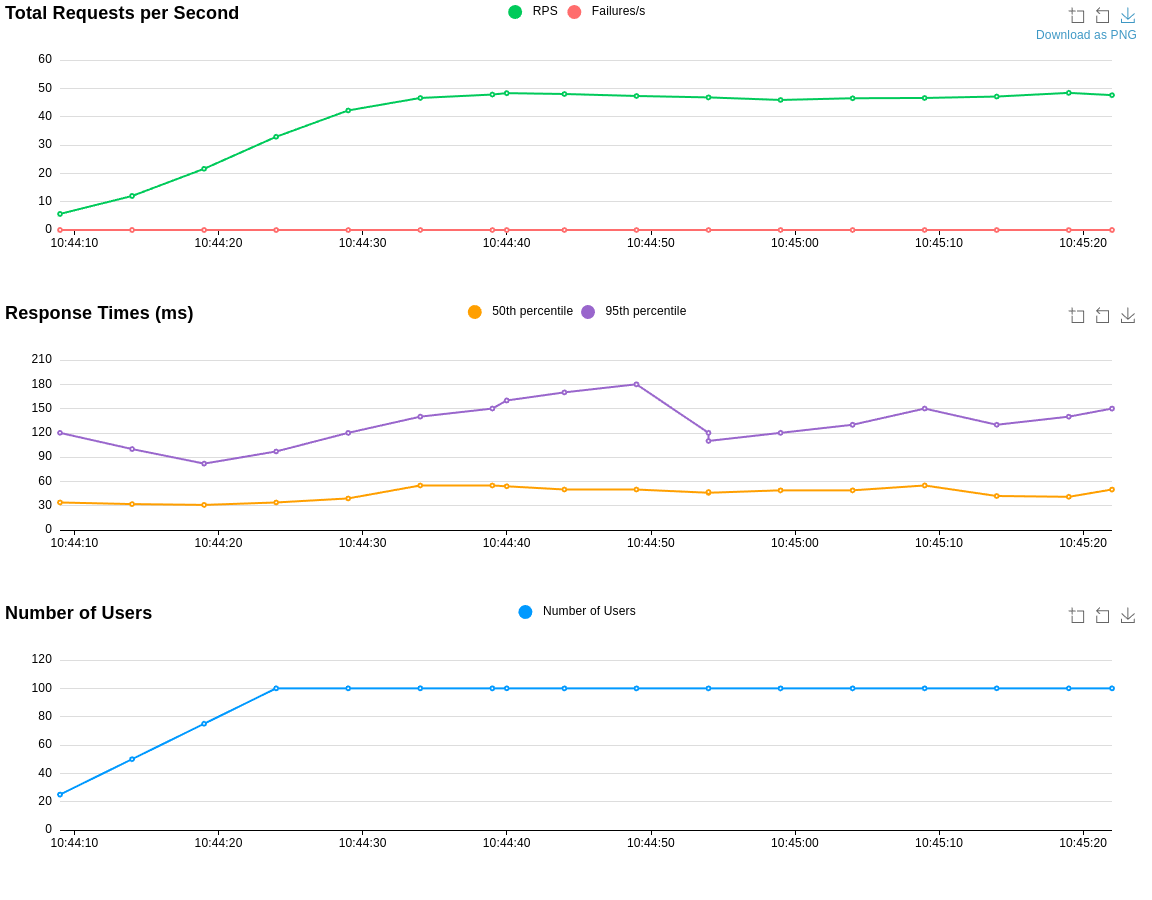 Total Requests per Second
RPS Failures/s
Download as PNG
60
50
40
30
20
10
0
10:44:10 10:44:20 10:44:30 10:44:40 10:44:50 10:45:00 10:45:10 10:45:20
Response Times (ms)
50th percentile 95th percentile
210
180
150
120
90
60
30
0
10:44:10 10:44:20 10:44:30 10:44:40 10:44:50 10:45:00 10:45:10 10:45:20
Number of Users
Number of Users
120
100
80
60
40
20
0
10:44:10 10:44:20 10:44:30 10:44:40 10:44:50 10:45:00 10:45:10 10:45:20